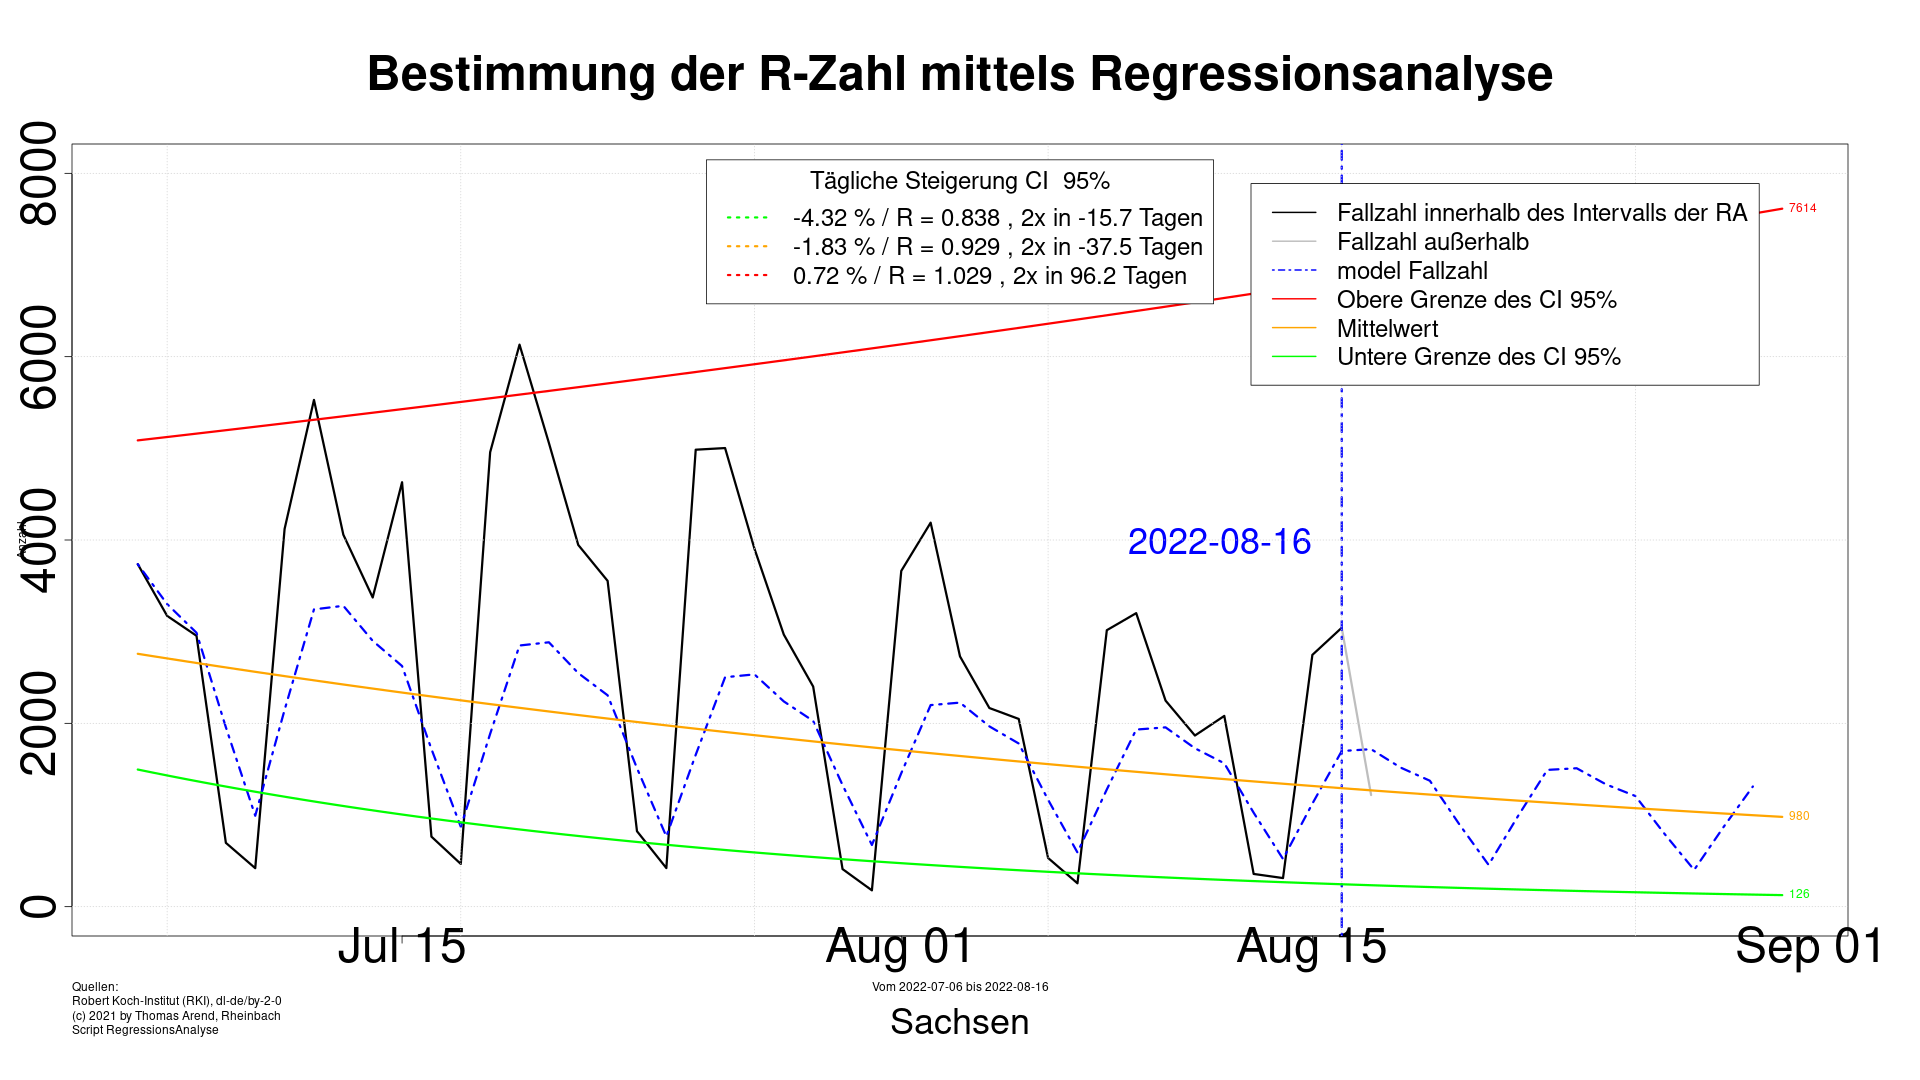 Bestimmung der R-Zahl mittels Regressionsanalyse
Tägliche Steigerung CI  95%
-4.32 % / R = 0.838 , 2x in -15.7 Tagen
-1.83 % / R = 0.929 , 2x in -37.5 Tagen
0.72 % / R = 1.029 , 2x in 96.2 Tagen
Fallzahl innerhalb des Intervalls der RA
Fallzahl außerhalb
model Fallzahl
Obere Grenze des CI 95%
Mittelwert
Untere Grenze des CI 95%
7614
2022-08-16
980
126
8000
6000
4000
2000
0
Anzahl
Jul 15
Aug 01
Aug 15
Sep 01
Quellen:
Robert Koch-Institut (RKI), dl-de/by-2-0
(c) 2021 by Thomas Arend, Rheinbach
Script RegressionsAnalyse
Vom 2022-07-06 bis 2022-08-16
Sachsen